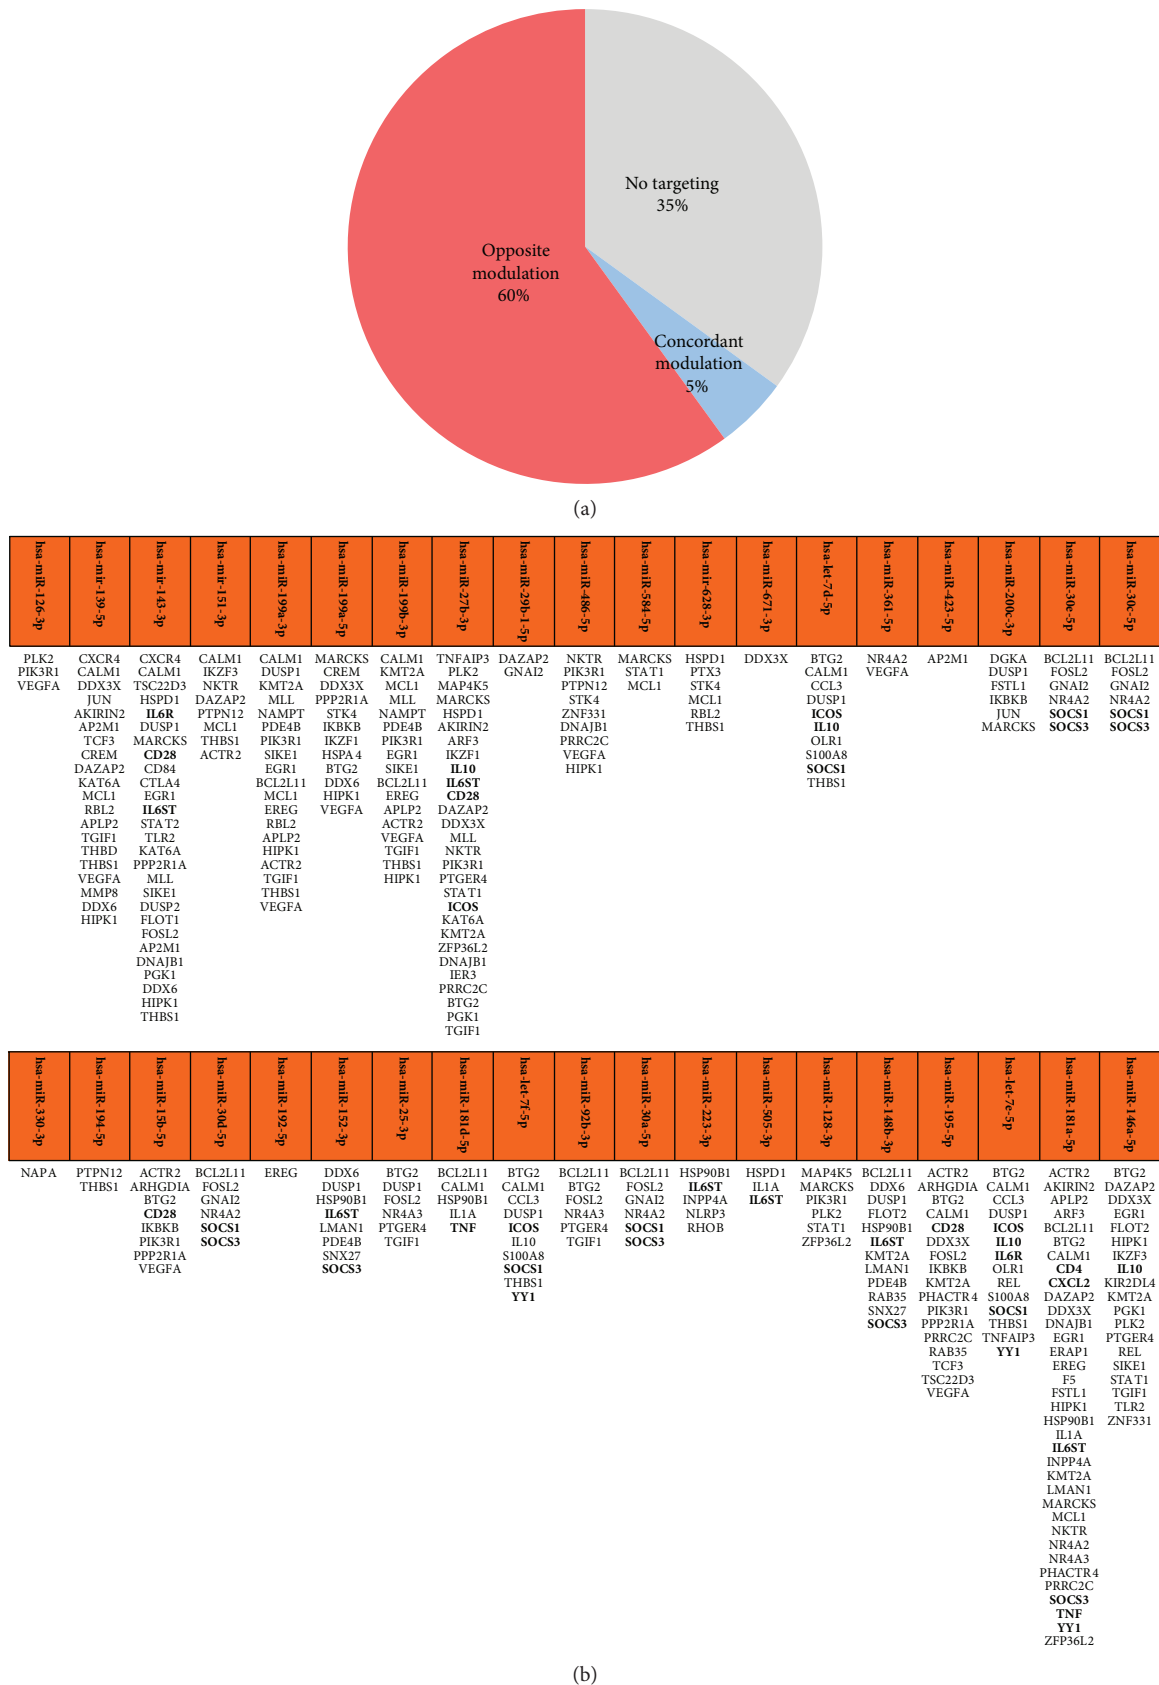 No targeting
35%
Opposite
modulation
60%
Concordant
modulation
5%
(a)
hsa-miR-126-3p
PLK2
PIK3R1
VEGFA
hsa-mir-139-5p
CXCR4
CALM1
DDX3X
JUN
AKIRIN2
AP2M1
TCF3
CREM
DAZAP2
KAT6A
MCL1
RBL2
APLP2
TGIF1
THBD
THBS1
VEGFA
MMP8
DDX6
HIPK1
hsa-mir-143-3p
CXCR4
CALM1
TSC22D3
HSPD1
IL6R
DUSP1
MARCKS
CD28
CD84
CTLA4
EGR1
IL6ST
STAT2
TLR2
KAT6A
PPP2R1A
MLL
SIKE1
DUSP2
FLOT1
FOSL2
AP2M1
DNAJB1
PGK1
DDX6
HIPK1
THBS1
hsa-mir-151-3p
CALM1
IKZF3
NKTR
DAZAP2
PTPN12
MCL1
THBS1
ACTR2
hsa-miR-199a-3p
CALM1
DUSP1
KMT2A
MLL
NAMPT
PDE4B
PIK3R1
SIKE1
EGR1
BCL2L11
MCL1
EREG
RBL2
APLP2
HIPK1
ACTR2
TGIF1
THBS1
VEGFA
hsa-miR-199a-5p
MARCKS
CREM
DDX3X
PPP2R1A
STK4
IKBKB
IKZF1
HSPA4
BTG2
DDX6
HIPK1
VEGFA
hsa-miR-199b-3p
CALM1
KMT2A
MCL1
MLL
NAMPT
PDE4B
PIK3R1
EGR1
SIKE1
BCL2L11
EREG
APLP2
ACTR2
VEGFA
TGIF1
THBS1
HIPK1
hsa-miR-27b-3p
TNFAIP3
PLK2
MAP4K5
MARCKS
HSPD1
AKIRIN2
ARF3
IKZF1
IL10
IL6ST
CD28
DAZAP2
DDX3X
MLL
NKTR
PIK3R1
PTGER4
STAT1
ICOS
KAT6A
KMT2A
ZFP36L2
DNAJB1
IER3
PRRC2C
BTG2
PGK1
TGIF1
hsa-miR-29b-1-5p
DAZAP2
GNAI2
hsa-miR-486-5p
NKTR
PIK3R1
PTPN12
STK4
ZNF331
DNAJB1
PRRC2C
VEGFA
HIPK1
hsa-miR-584-5p
MARCKS
STAT1
MCL1
hsa-mir-628-3p
HSPD1
PTX3
STK4
MCL1
RBL2
THBS1
hsa-miR-671-3p
DDX3X
hsa-let-7d-5p
BTG2
CALM1
CCL3
DUSP1
ICOS
IL10
OLR1
S100A8
SOCS1
THBS1
hsa-miR-361-5p
NR4A2
VEGFA
hsa-miR-423-5p
AP2M1
hsa-miR-200c-3p
DGKA
DUSP1
FSTL1
IKBKB
JUN
MARCKS
hsa-miR-30e-5p
BCL2L11
FOSL2
GNAI2
NR4A2
SOCS1
SOCS3
hsa-miR-30c-5p
BCL2L11
FOSL2
GNAI2
NR4A2
SOCS1
SOCS3
hsa-miR-330-3p
NAPA
hsa-miR-194-5p
PTPN12
THBS1
hsa-miR-15b-5p
ACTR2
ARHGDIA
BTG2
CD28
IKBKB
PIK3R1
PPP2R1A
VEGFA
hsa-miR-30d-5p
BCL2L11
FOSL2
GNAI2
NR4A2
SOCS1
SOCS3
hsa-miR-192-5p
EREG
hsa-miR-152-3p
DDX6
DUSP1
HSP90B1
IL6ST
LMAN1
PDE4B
SNX27
SOCS3
hsa-miR-25-3p
BTG2
DUSP1
FOSL2
NR4A3
PTGER4
TGIF1
hsa-miR-181d-5p
BCL2L11
CALM1
HSP90B1
IL1A
TNF
hsa-let-7f-5p
BTG2
CALM1
CCL3
DUSP1
ICOS
IL10
S100A8
SOCS1
THBS1
YY1
hsa-miR-92b-3p
BCL2L11
BTG2
FOSL2
NR4A3
PTGER4
TGIF1
hsa-miR-30a-5p
BCL2L11
FOSL2
GNAI2
NR4A2
SOCS1
SOCS3
hsa-miR-223-3p
HSP90B1
IL6ST
INPP4A
NLRP3
RHOB
hsa-miR-505-3p
HSPD1
IL1A
IL6ST
hsa-miR-128-3p
MAP4K5
MARCKS
PIK3R1
PLK2
STAT1
ZFP36L2
hsa-miR-148b-3p
BCL2L11
DDX6
DUSP1
FLOT2
HSP90B1
IL6ST
KMT2A
LMAN1
PDE4B
RAB35
SNX27
SOCS3
hsa-miR-195-5p
ACTR2
ARHGDIA
BTG2
CALM1
CD28
DDX3X
FOSL2
IKBKB
KMT2A
PHACTR4
PIK3R1
PPP2R1A
PRRC2C
RAB35
TCF3
TSC22D3
VEGFA
hsa-let-7e-5p
BTG2
CALM1
CCL3
DUSP1
ICOS
IL10
IL6R
OLR1
REL
S100A8
SOCS1
THBS1
TNFAIP3
YY1
hsa-miR-181a-5p
ACTR2
AKIRIN2
APLP2
ARF3
BCL2L11
BTG2
CALM1
CD4
CXCL2
DAZAP2
DDX3X
DNAJB1
EGR1
ERAP1
EREG
F5
FSTL1
HIPK1
HSP90B1
IL1A
IL6ST
INPP4A
KMT2A
LMAN1
MARCKS
MCL1
NKTR
NR4A2
NR4A3
PHACTR4
PRRC2C
SOCS3
TNF
YY1
ZFP36L2
hsa-miR-146a-5p
BTG2
DAZAP2
DDX3X
EGR1
FLOT2
HIPK1
IKZF3
IL10
KIR2DL4
KMT2A
PGK1
PLK2
PTGER4
REL
SIKE1
STAT1
TGIF1
TLR2
ZNF331
(b)